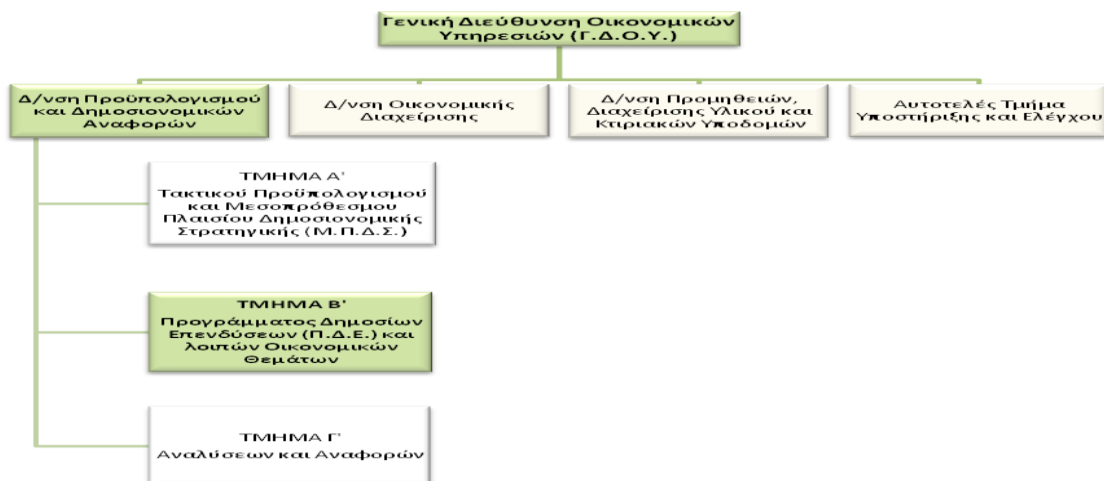 Γενική Διεύθυνση Οικονομικών
Υπηρεσιών (Γ.Δ.Ο.Υ.)
Δ/νση Προϋπολογισμού
και Δημοσιονομικών
Αναφορών
Δ/νση Οικονομικής
Διαχείρισης
Δ/νση Προμηθειών,
Διαχείρισης Υλικού και
Κτιριακών Υποδομών
Αυτοτελές Τμήμα
Υποστήριξης και Ελέγχου
ΤΜΗΜΑ Α'
Τακτικού Προϋπολογισμού
και Μεσοπρόθεσμου
Πλαισίου Δημοσιονομικής
Στρατηγικής (Μ.Π.Δ.Σ.)
ΤΜΗΜΑ Β'
Προγράμματος Δημοσίων
Επενδύσεων (Π.Δ.Ε.) και
λοιπών Οικονομικών
Θεμάτων
ΤΜΗΜΑ Γ'
Αναλύσεων και Αναφορών